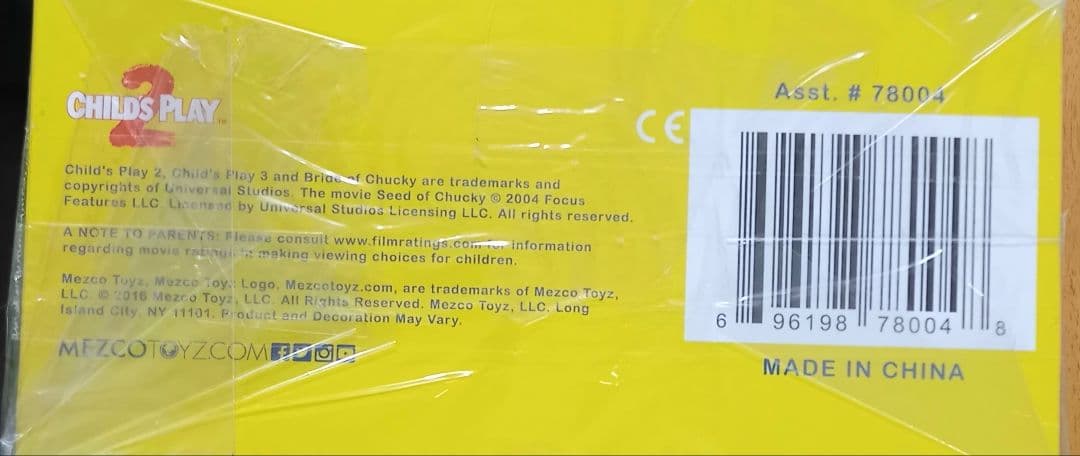 2
CHILD'S PLAY™
Child's Play 2, Child's Play 3 and Bride of Chucky are trademarks and
copyrights of Universal Studios. The movie Seed of Chucky © 2004 Focus
Features LLC. Licensed by Universal Studios Licensing LLC. All rights reserved.
A NOTE TO PARENTS: Please consult www.filmratings.com for information
regarding movie ratings in making viewing choices for children.
Mezco Toyz, Mezco Toyz Logo, Mezcotoyz.com, are trademarks of Mezco Toyz,
LLC. © 2016 Mezco Toyz, LLC. All Rights Reserved. Mezco Toyz, LLC. Long
Island City, NY 11101. Product and Decoration May Vary.
MEZCOTOYZ.COM
CE
Asst. # 78004
6 96198 78004 8
MADE IN CHINA